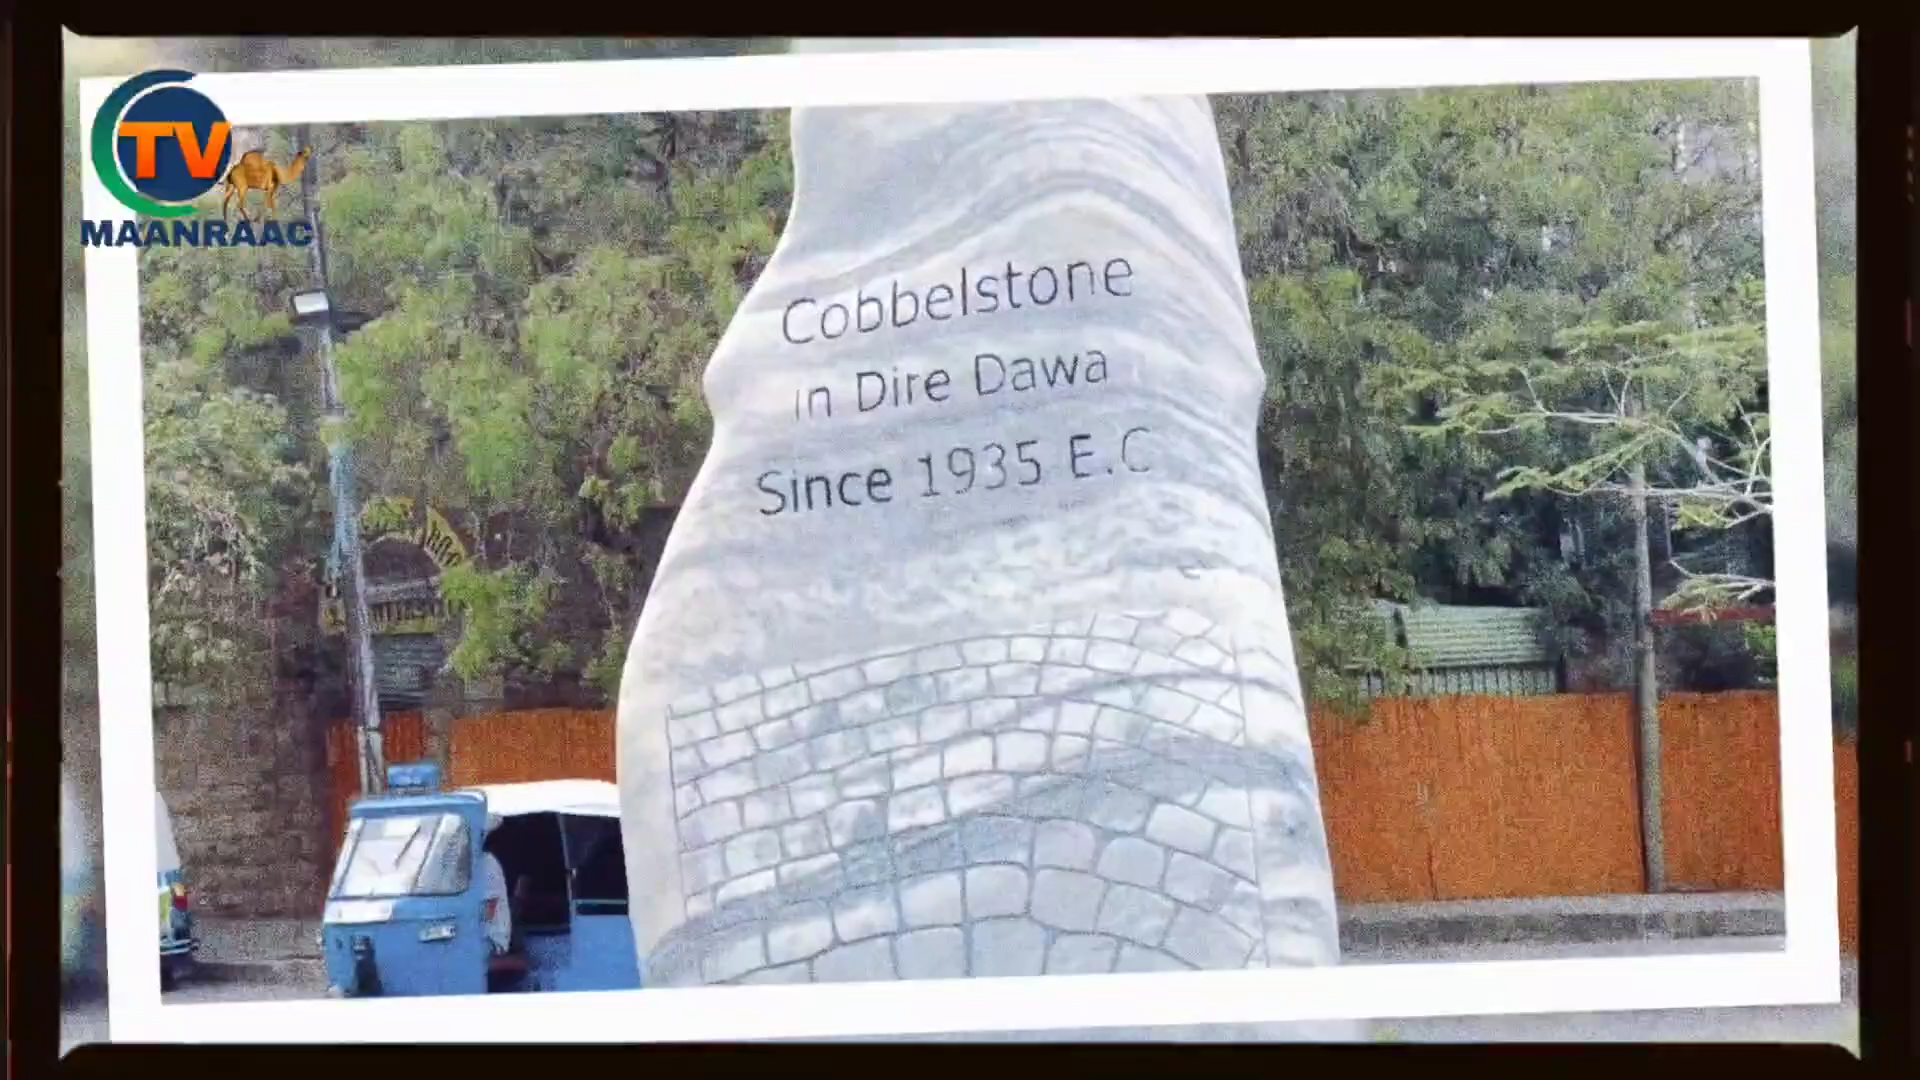 TV
MAANRAAC
Cobbelstone
in Dire Dawa
Since 1935 E.C